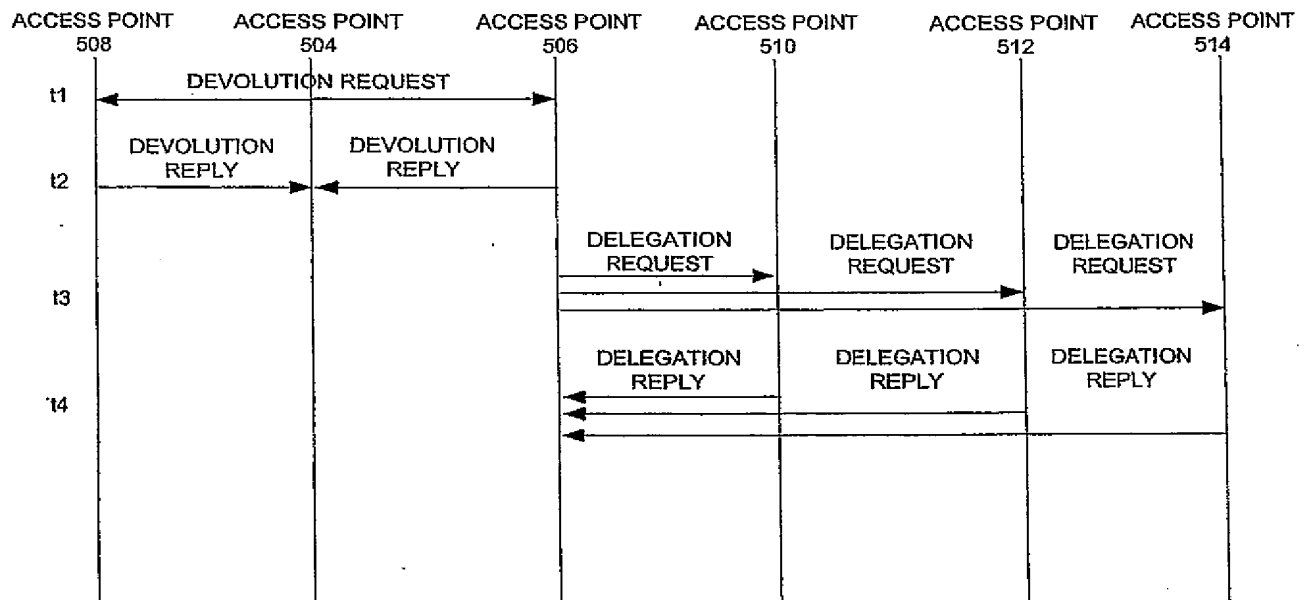 ACCESS POINT ACCESS POINT ACCESS POINT ACCESS POINT ACCESS POINT ACCESS POINT
508 504 506 510 512 514
t1 DEVOLUTION REQUEST
DEVOLUTION DEVOLUTION
REPLY REPLY
t2
DELEGATION DELEGATION DELEGATION
REQUEST REQUEST REQUEST
t3
DELEGATION DELEGATION DELEGATION
REPLY REPLY REPLY
t4